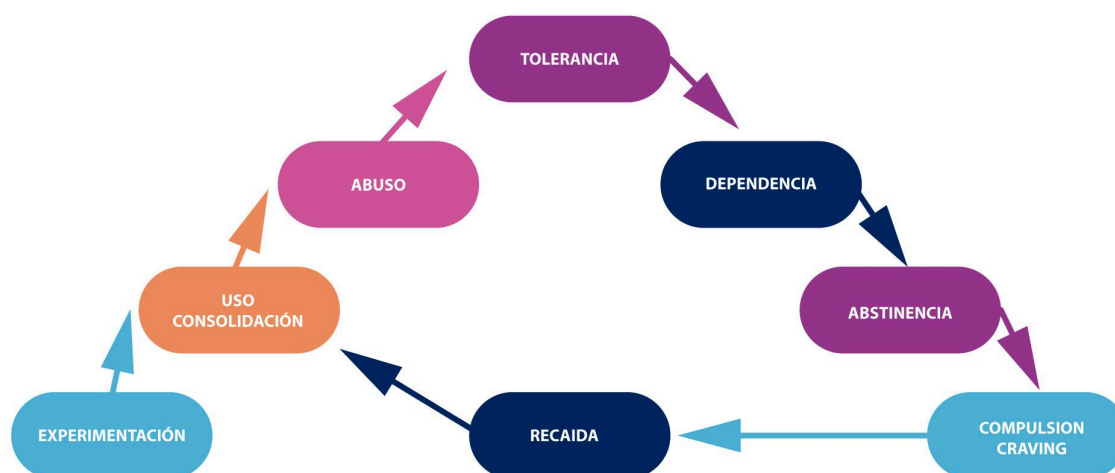 TOLERANCIA
ABUSO
DEPENDENCIA
USO
CONSOLIDACIÓN
ABSTINENCIA
EXPERIMENTACIÓN
RECAIDA
COMPULSION
CRAVING